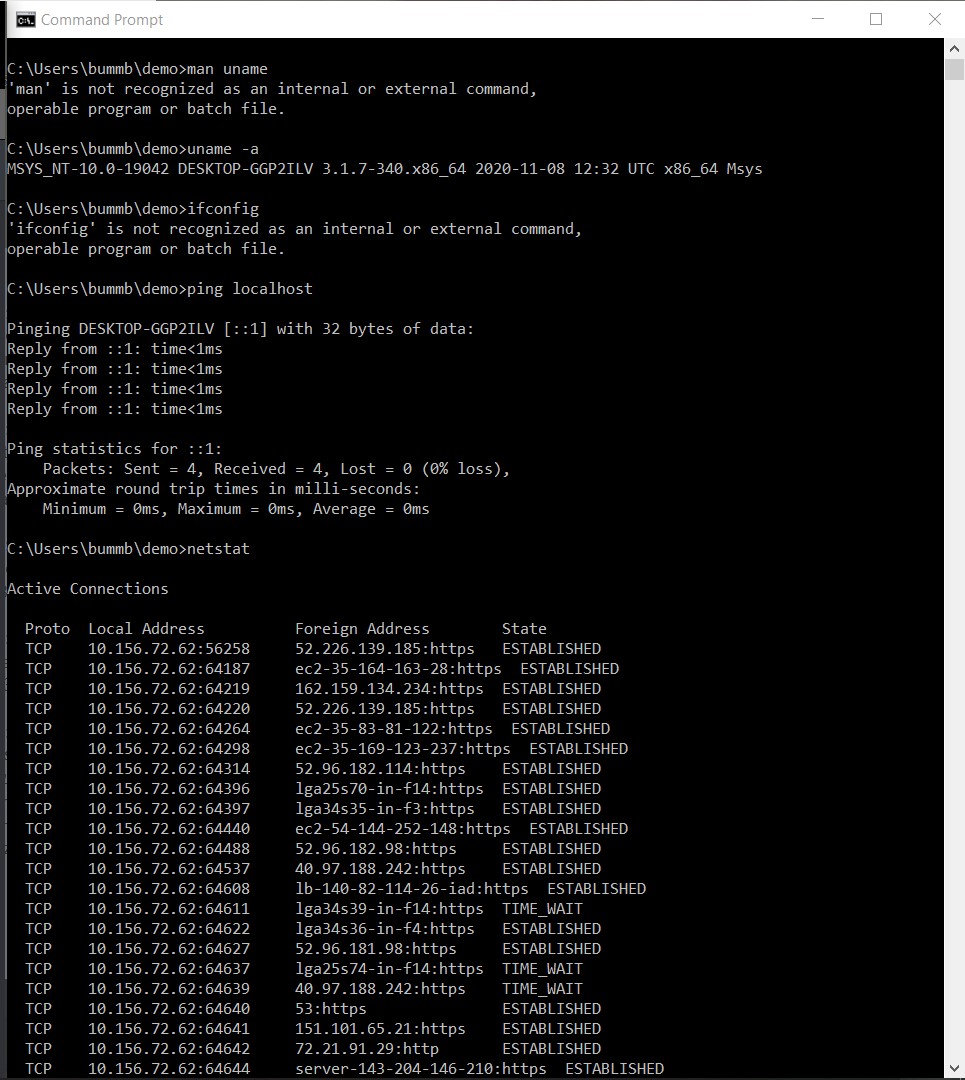 Command Prompt
C:\Users\bummb\demo>man uname
'man' is not recognized as an internal or external command,
operable program or batch file.
C:\Users\bummb\demo>uname -a
MSYS_NT-10.0-19042 DESKTOP-GGP2ILV 3.1.7-340.x86_64 2020-11-08 12:32 UTC x86_64 Msys
C:\Users\bummb\demo>ifconfig
'ifconfig' is not recognized as an internal or external command,
operable program or batch file.
C:\Users\bummb\demo>ping localhost
Pinging DESKTOP-GGP2ILV [::1] with 32 bytes of data:
Reply from ::1: time<1ms
Reply from ::1: time<1ms
Reply from ::1: time<1ms
Reply from ::1: time<1ms
Ping statistics for ::1:
    Packets: Sent = 4, Received = 4, Lost = 0 (0% loss),
Approximate round trip times in milli-seconds:
    Minimum = 0ms, Maximum = 0ms, Average = 0ms
C:\Users\bummb\demo>netstat
Active Connections
  Proto  Local Address          Foreign Address        State
  TCP    10.156.72.62:56258     52.226.139.185:https   ESTABLISHED
  TCP    10.156.72.62:64187     ec2-35-164-163-28:https  ESTABLISHED
  TCP    10.156.72.62:64219     162.159.134.234:https  ESTABLISHED
  TCP    10.156.72.62:64220     52.226.139.185:https   ESTABLISHED
  TCP    10.156.72.62:64264     ec2-35-83-81-122:https  ESTABLISHED
  TCP    10.156.72.62:64298     ec2-35-169-123-237:https  ESTABLISHED
  TCP    10.156.72.62:64314     52.96.182.114:https    ESTABLISHED
  TCP    10.156.72.62:64396     lga25s70-in-f14:https  ESTABLISHED
  TCP    10.156.72.62:64397     lga34s35-in-f3:https   ESTABLISHED
  TCP    10.156.72.62:64440     ec2-54-144-252-148:https  ESTABLISHED
  TCP    10.156.72.62:64488     52.96.182.98:https     ESTABLISHED
  TCP    10.156.72.62:64537     40.97.188.242:https    ESTABLISHED
  TCP    10.156.72.62:64608     lb-140-82-114-26-iad:https  ESTABLISHED
  TCP    10.156.72.62:64611     lga34s39-in-f14:https  TIME_WAIT
  TCP    10.156.72.62:64622     lga34s36-in-f4:https   ESTABLISHED
  TCP    10.156.72.62:64627     52.96.181.98:https     ESTABLISHED
  TCP    10.156.72.62:64637     lga25s74-in-f14:https  TIME_WAIT
  TCP    10.156.72.62:64639     40.97.188.242:https    TIME_WAIT
  TCP    10.156.72.62:64640     53:https               ESTABLISHED
  TCP    10.156.72.62:64641     151.101.65.21:https    ESTABLISHED
  TCP    10.156.72.62:64642     72.21.91.29:http       ESTABLISHED
  TCP    10.156.72.62:64644     server-143-204-146-210:https  ESTABLISHED